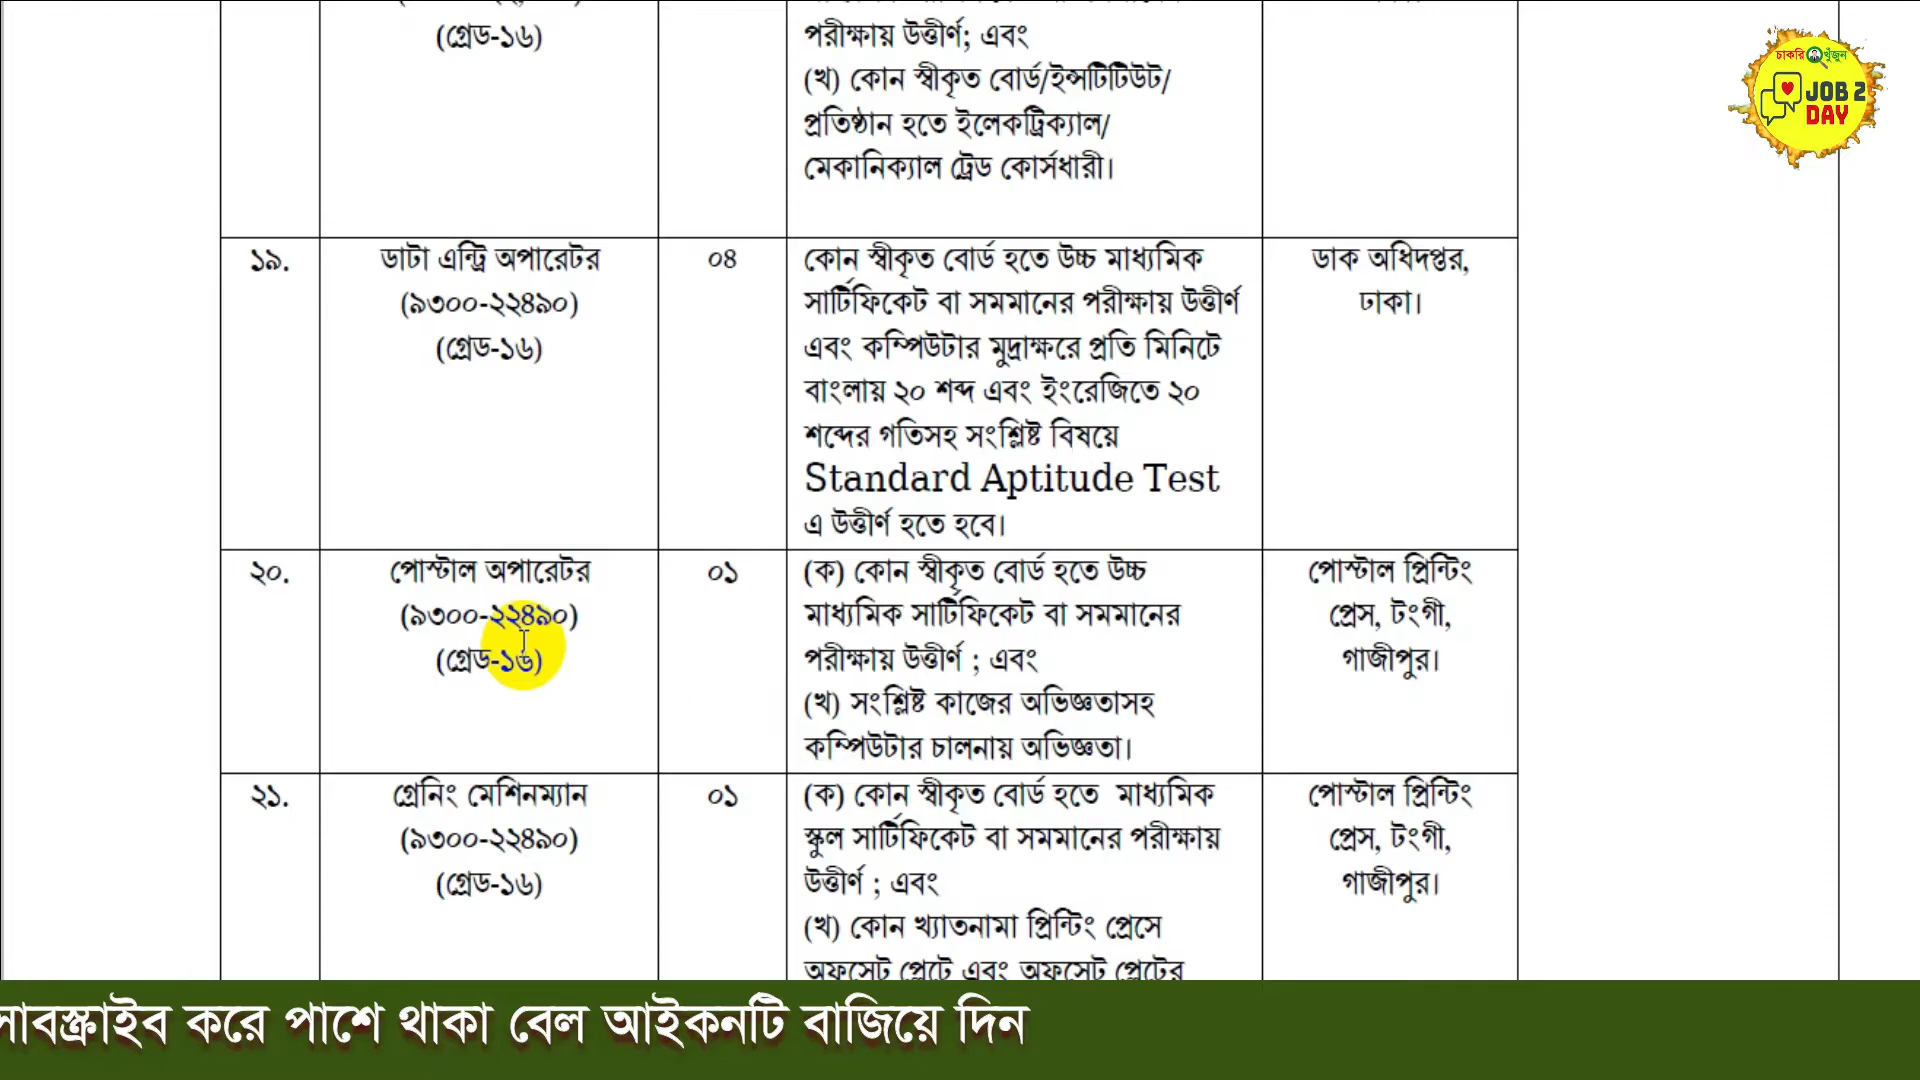 (গ্রেড-১৬)
পরীক্ষায় উত্তীর্ণ; এবং
(খ) কোন স্বীকৃত বোর্ড/ইন্সটিটিউট/
প্রতিষ্ঠান হতে ইলেকট্রিক্যাল/
মেকানিক্যাল ট্রেড কোর্সধারী।
চাকরি খুঁজুন
JOB 2
DAY
১৯.
ডাটা এন্ট্রি অপারেটর
(৯৩০০-২২৪৯০)
(গ্রেড-১৬)
০৪
কোন স্বীকৃত বোর্ড হতে উচ্চ মাধ্যমিক
সার্টিফিকেট বা সমমানের পরীক্ষায় উত্তীর্ণ
এবং কম্পিউটার মুদ্রাক্ষরে প্রতি মিনিটে
বাংলায় ২০ শব্দ এবং ইংরেজিতে ২০
শব্দের গতিসহ সংশ্লিষ্ট বিষয়ে
Standard Aptitude Test
এ উত্তীর্ণ হতে হবে।
ডাক অধিদপ্তর,
ঢাকা।
২০.
পোস্টাল অপারেটর
(৯৩০০-২২৪৯০)
(গ্রেড-১৬)
০১
(ক) কোন স্বীকৃত বোর্ড হতে উচ্চ
মাধ্যমিক সার্টিফিকেট বা সমমানের
পরীক্ষায় উত্তীর্ণ ; এবং
(খ) সংশ্লিষ্ট কাজের অভিজ্ঞতাসহ
কম্পিউটার চালনায় অভিজ্ঞতা।
পোস্টাল প্রিন্টিং
প্রেস, টংগী,
গাজীপুর।
২১.
গ্রেনিং মেশিনম্যান
(৯৩০০-২২৪৯০)
(গ্রেড-১৬)
০১
(ক) কোন স্বীকৃত বোর্ড হতে মাধ্যমিক
স্কুল সার্টিফিকেট বা সমমানের পরীক্ষায়
উত্তীর্ণ ; এবং
(খ) কোন খ্যাতনামা প্রিন্টিং প্রেসে
অফসেট প্লেটে এবং অফসেট প্লেটের
পোস্টাল প্রিন্টিং
প্রেস, টংগী,
গাজীপুর।
সাবস্ক্রাইব করে পাশে থাকা বেল আইকনটি বাজিয়ে দিন